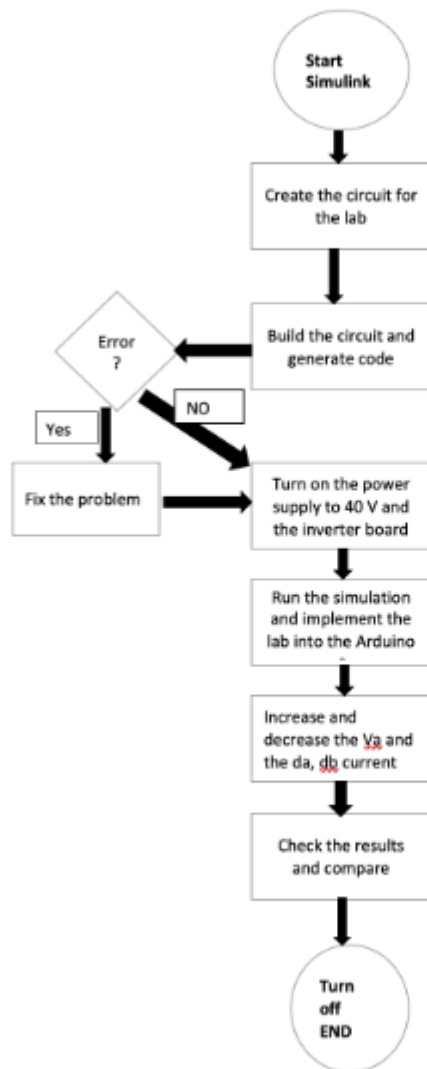 Start
Simulink
Create the circuit for
the lab
Build the circuit and
generate code
Error
?
NO
Yes
Fix the problem
Turn on the power
supply to 40 V and
the inverter board
Run the simulation
and implement the
lab into the Arduino
Increase and
decrease the Va and
the da, db current
Check the results
and compare
Turn
off
END